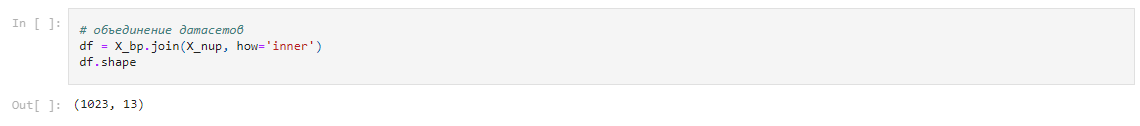 In [ ]:
# объединение датасетов
df = X_bp.join(X_nup, how='inner')
df.shape
Out[ ]: (1023, 13)